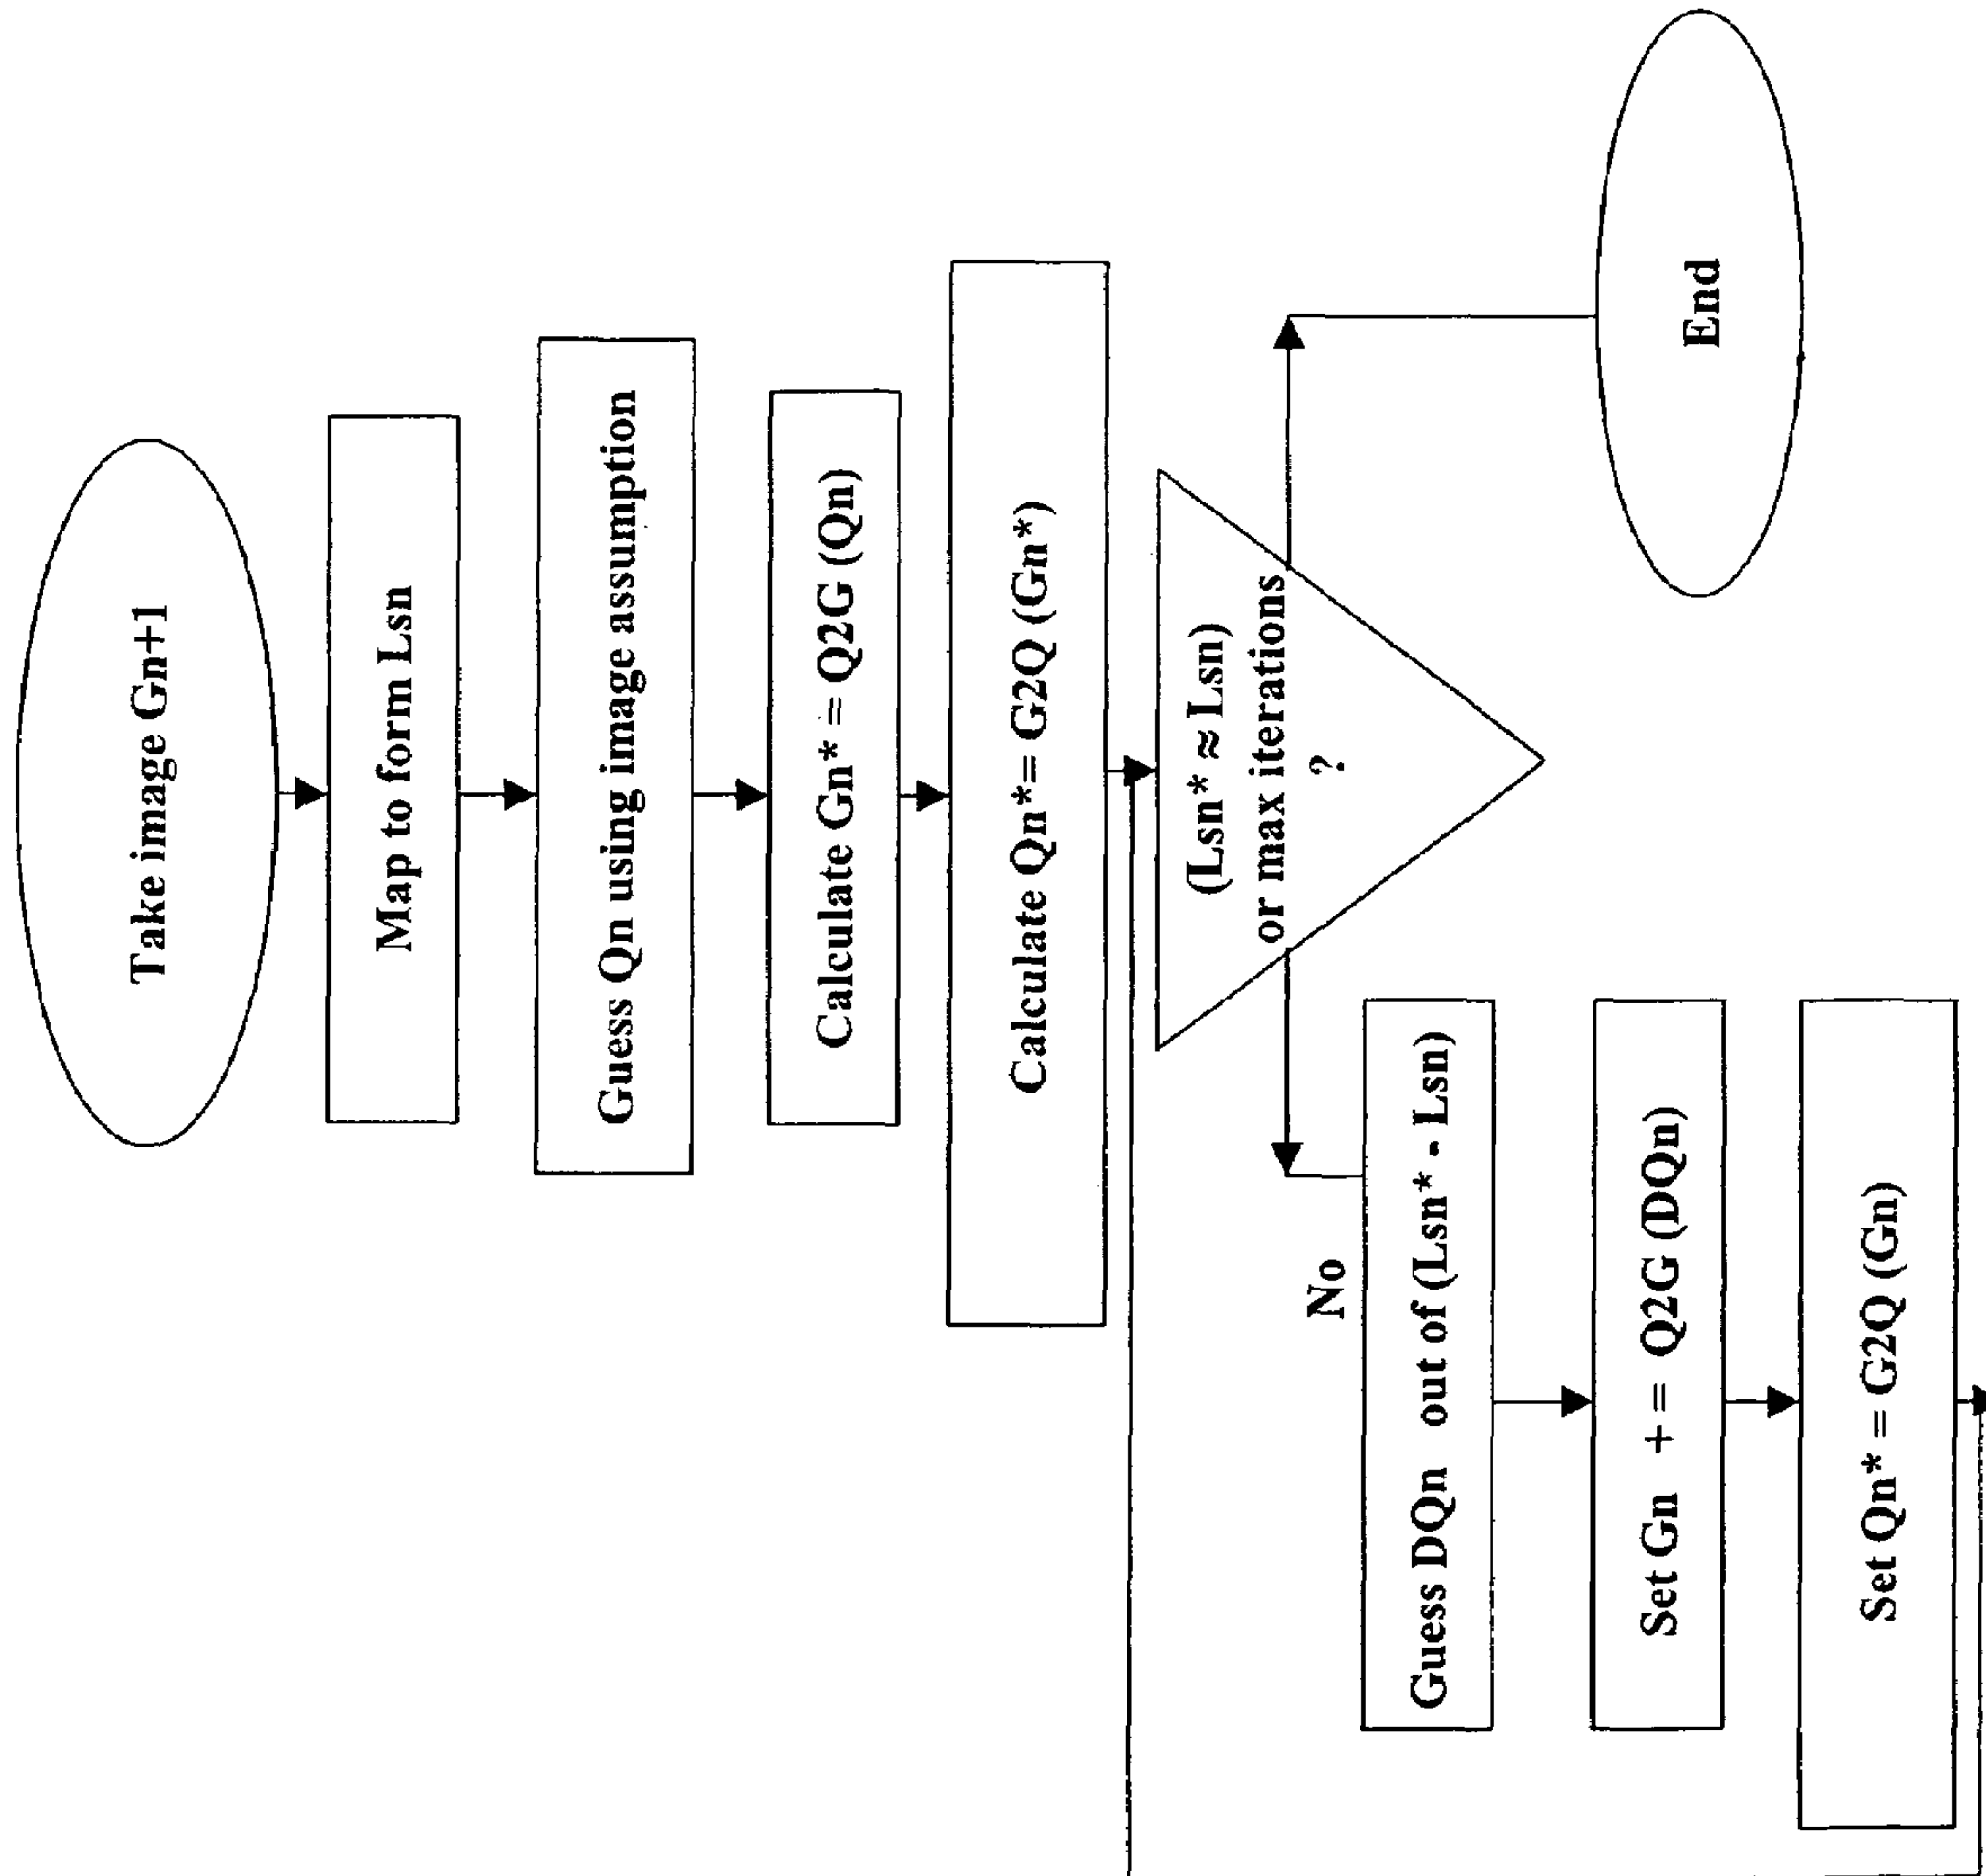 Take image Gn+1
Map to form Lsn
Guess Qn using image assumption
Calculate Gn* = Q2G (Qn)
Calculate Qn*= G2Q (Gn*)
(Lsn* ≈ Lsn)
or max iterations
?
No
Guess DQn out of (Lsn* - Lsn)
Set Gn + = Q2G (DQn)
Set Qn* = G2Q (Gn)
End